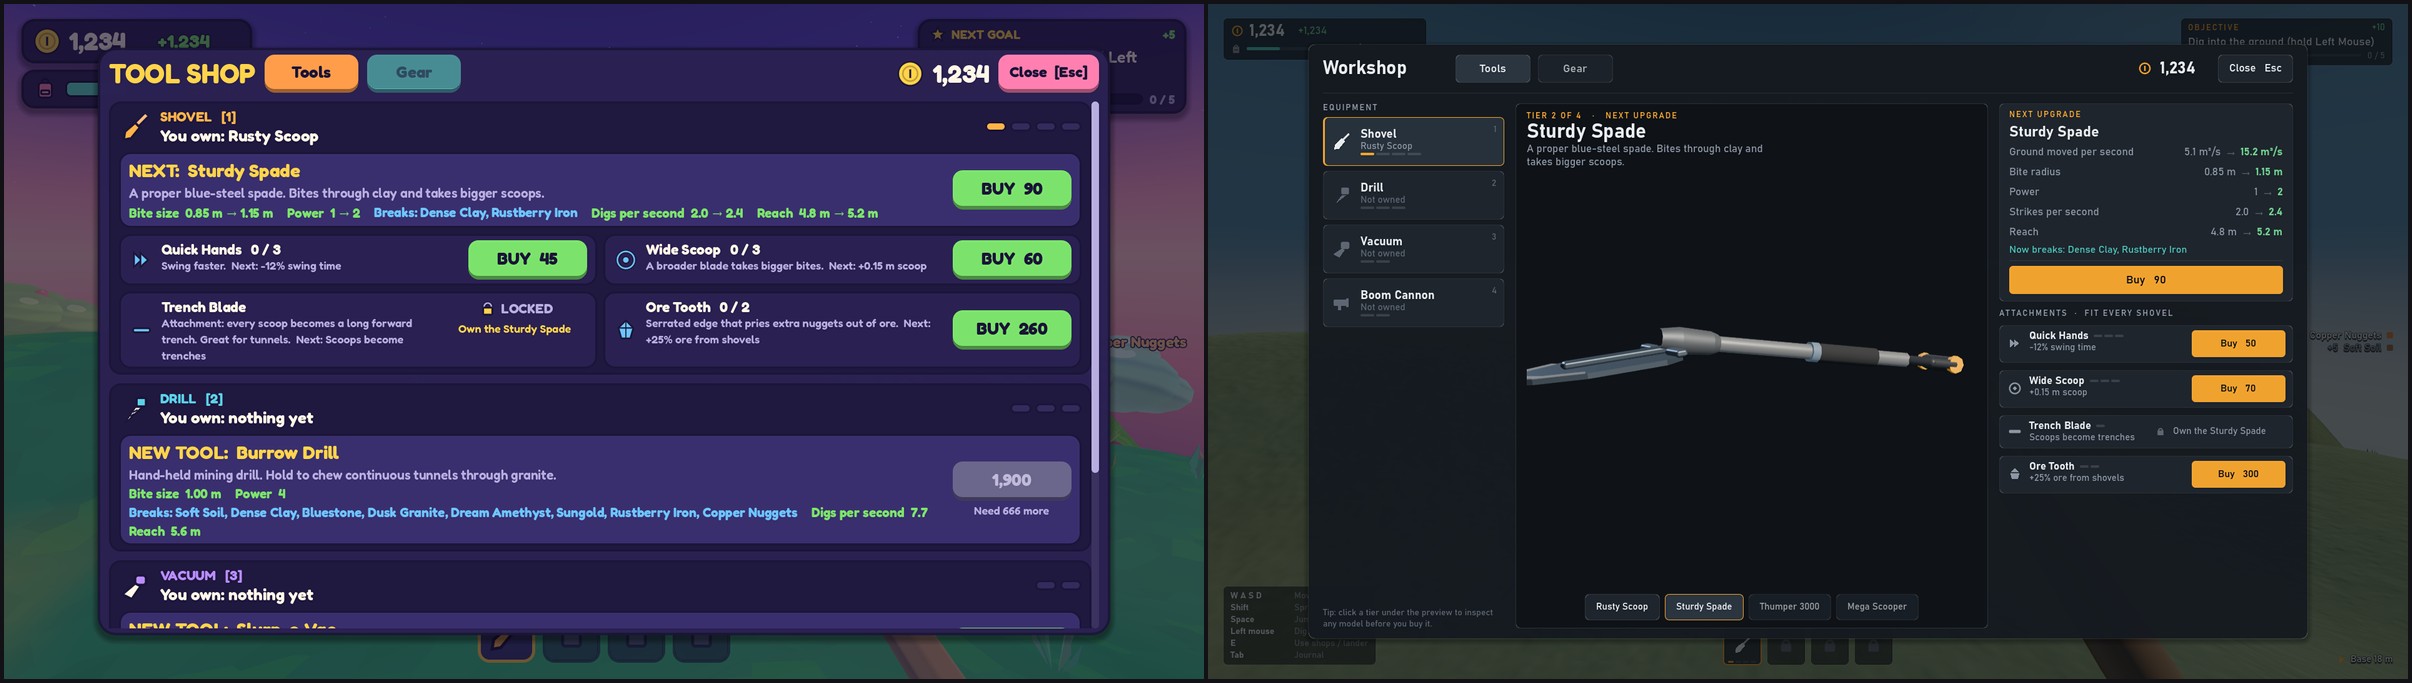 1,234 +1,234
NEXT GOAL +5
Left
0 / 5
TOOL SHOP Tools Gear 1,234 Close [Esc]
SHOVEL [1]
You own: Rusty Scoop
NEXT: Sturdy Spade
A proper blue-steel spade. Bites through clay and takes bigger scoops.
Bite size 0.85 m → 1.15 m Power 1 → 2 Breaks: Dense Clay, Rustberry Iron Digs per second 2.0 → 2.4 Reach 4.8 m → 5.2 m
BUY 90
Quick Hands 0 / 3
Swing faster. Next: -12% swing time
BUY 45
Wide Scoop 0 / 3
A broader blade takes bigger bites. Next: +0.15 m scoop
BUY 60
Trench Blade
Attachment: every scoop becomes a long forward
trench. Great for tunnels. Next: Scoops become
trenches
LOCKED
Own the Sturdy Spade
Ore Tooth 0 / 2
Serrated edge that pries extra nuggets out of ore. Next:
+25% ore from shovels
BUY 260
per Nuggets
DRILL [2]
You own: nothing yet
NEW TOOL: Burrow Drill
Hand-held mining drill. Hold to chew continuous tunnels through granite.
Bite size 1.00 m Power 4
Breaks: Soft Soil, Dense Clay, Bluestone, Dusk Granite, Dream Amethyst, Sungold, Rustberry Iron, Copper Nuggets Digs per second 7.7
Reach 5.6 m
1,900
Need 666 more
VACUUM [3]
You own: nothing yet
NEW TOOL: Slurp-o-Vac
1,234 +1,234
OBJECTIVE +10
Dig into the ground (hold Left Mouse)
0 / 5
Workshop Tools Gear 1,234 Close Esc
EQUIPMENT
Shovel 1
Rusty Scoop
Drill 2
Not owned
Vacuum 3
Not owned
Boom Cannon 4
Not owned
Tip: click a tier under the preview to inspect
any model before you buy it.
TIER 2 OF 4 · NEXT UPGRADE
Sturdy Spade
A proper blue-steel spade. Bites through clay and
takes bigger scoops.
Rusty Scoop Sturdy Spade Thumper 3000 Mega Scooper
NEXT UPGRADE
Sturdy Spade
Ground moved per second 5.1 m³/s → 15.2 m³/s
Bite radius 0.85 m → 1.15 m
Power 1 → 2
Strikes per second 2.0 → 2.4
Reach 4.8 m → 5.2 m
Now breaks: Dense Clay, Rustberry Iron
Buy 90
ATTACHMENTS · FIT EVERY SHOVEL
Quick Hands
-12% swing time
Buy 50
Wide Scoop
+0.15 m scoop
Buy 70
Trench Blade
Scoops become trenches
Own the Sturdy Spade
Ore Tooth
+25% ore from shovels
Buy 300
Copper Nuggets
+5 Soft Soil
W A S D
Shift
Space
Left mouse
E Use shops / lander
Tab Journal
Base 18 m